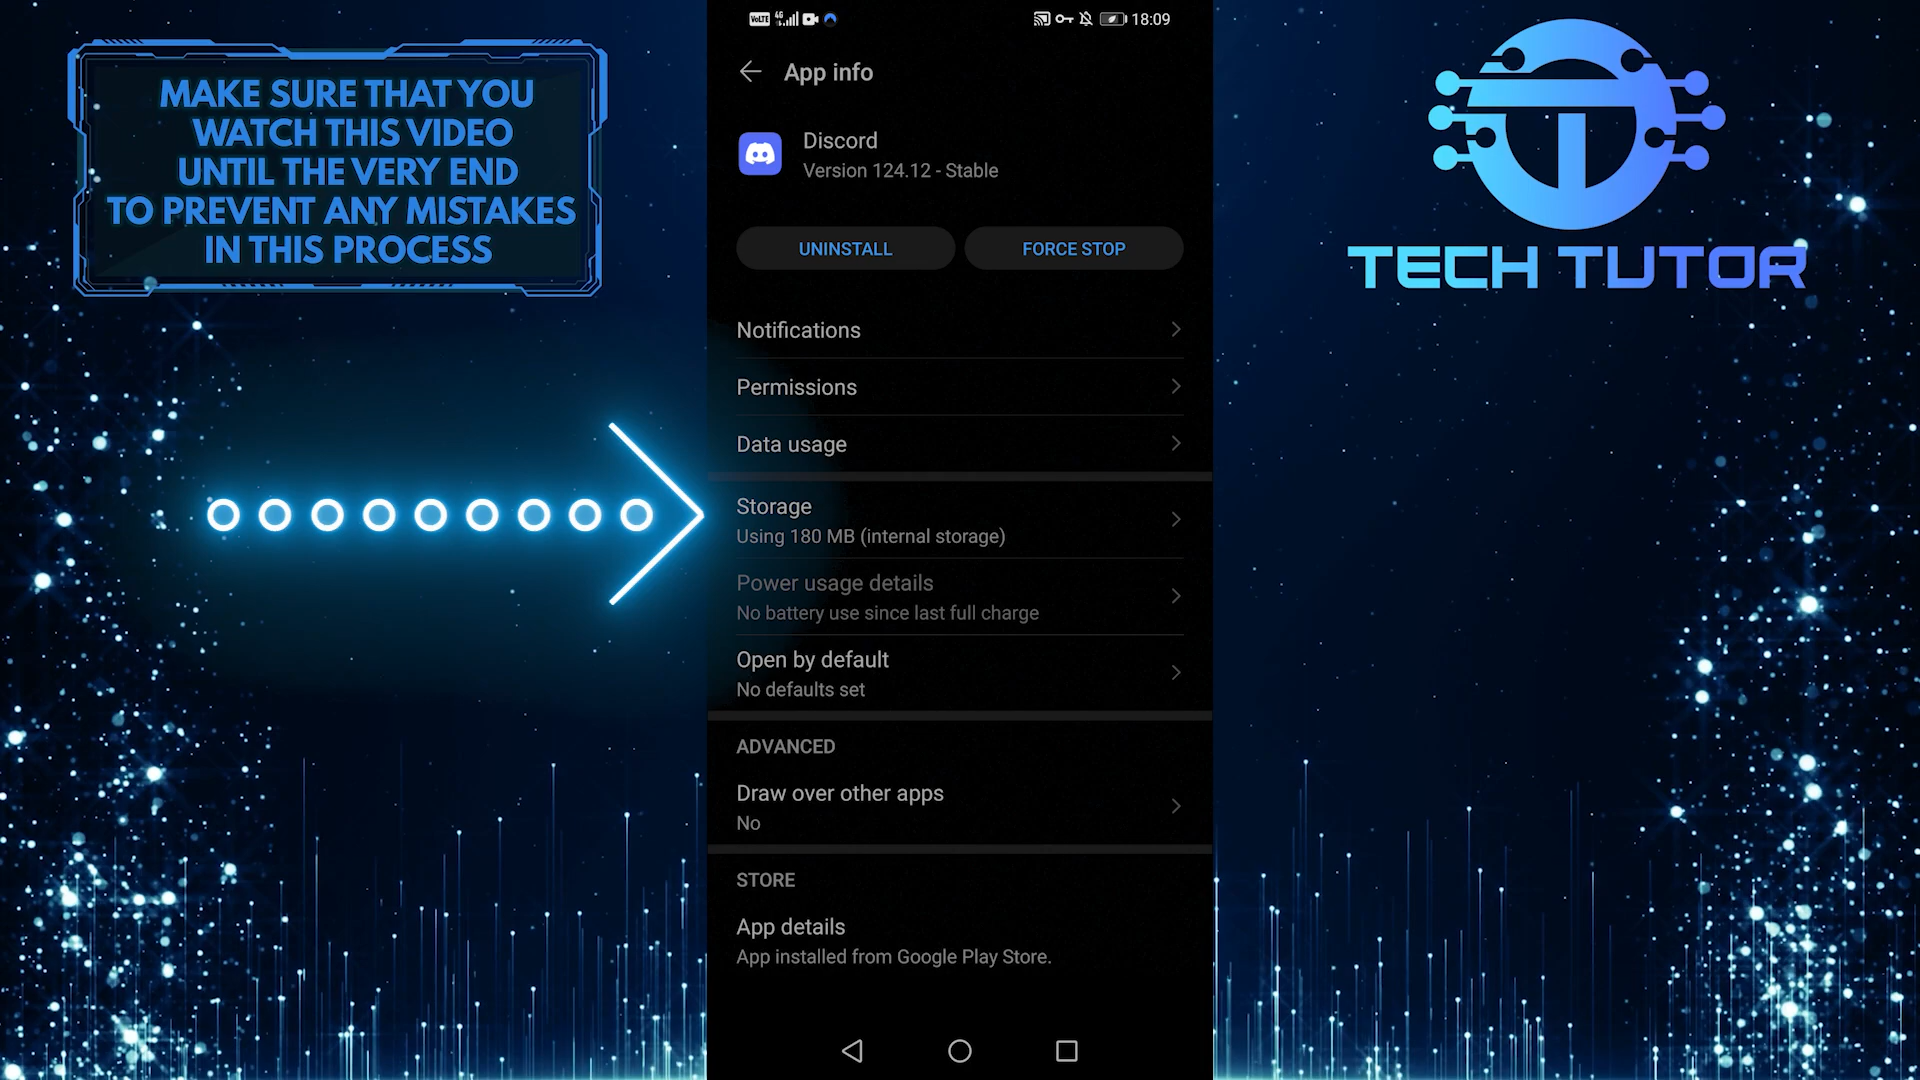 MAKE SURE THAT YOU
WATCH THIS VIDEO
UNTIL THE VERY END
TO PREVENT ANY MISTAKES
IN THIS PROCESS
VoLTE 4G 18:09
App info
Discord
Version 124.12 - Stable
UNINSTALL FORCE STOP
Notifications
Permissions
Data usage
Storage
Using 180 MB (internal storage)
Power usage details
No battery use since last full charge
Open by default
No defaults set
ADVANCED
Draw over other apps
No
STORE
App details
App installed from Google Play Store.
TECH TUTOR